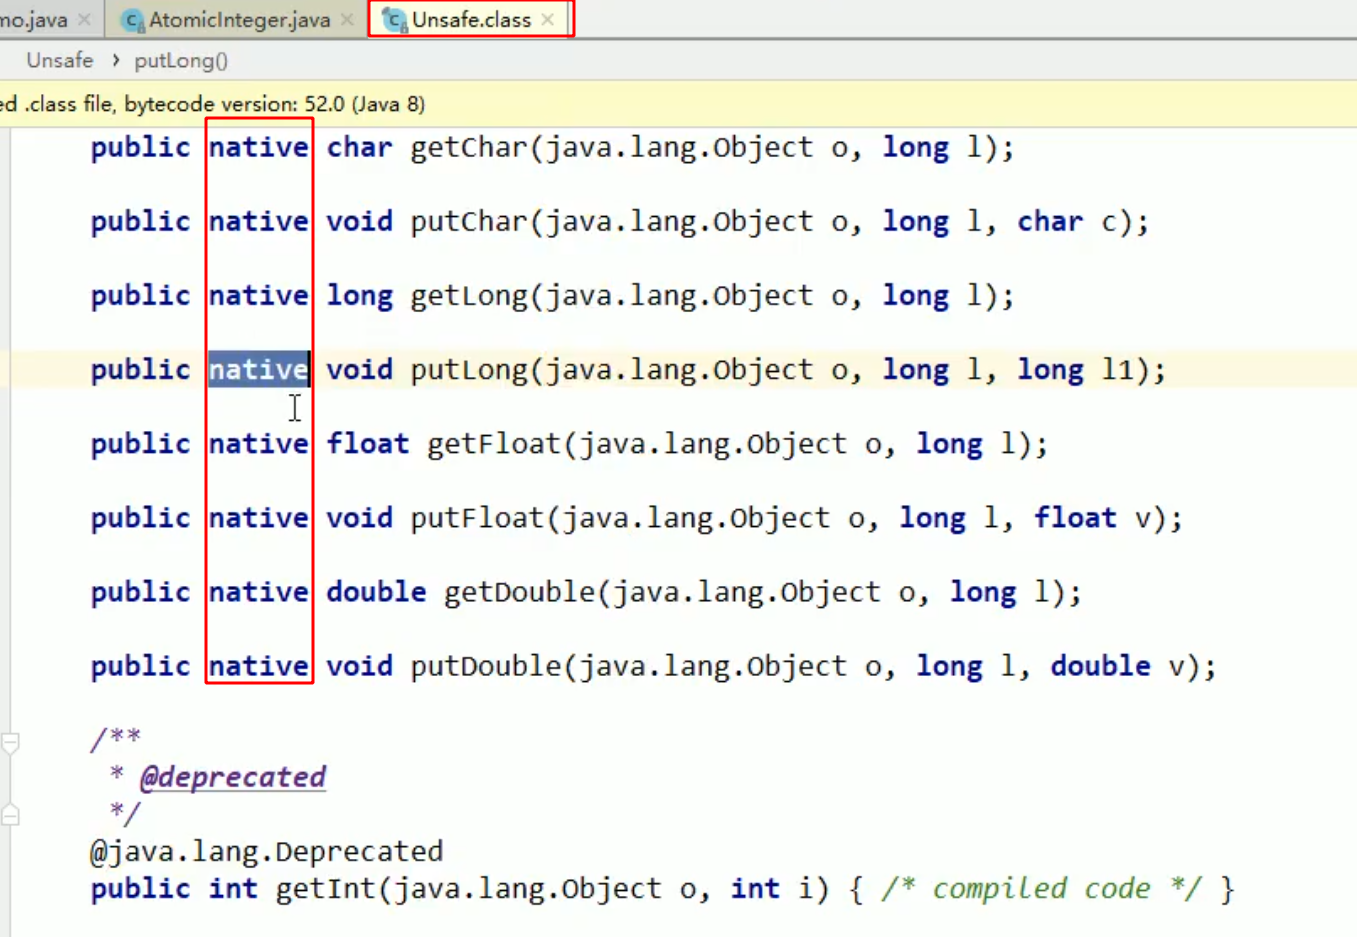 mo.java AtomicInteger.java Unsafe.class
Unsafe putLong()
ed .class file, bytecode version: 52.0 (Java 8)
public native char getChar(java.lang.Object o, long l);
public native void putChar(java.lang.Object o, long l, char c);
public native long getLong(java.lang.Object o, long l);
public native void putLong(java.lang.Object o, long l, long l1);
public native float getFloat(java.lang.Object o, long l);
public native void putFloat(java.lang.Object o, long l, float v);
public native double getDouble(java.lang.Object o, long l);
public native void putDouble(java.lang.Object o, long l, double v);
/**
* @deprecated
*/
@java.lang.Deprecated
public int getInt(java.lang.Object o, int i) { /* compiled code */ }